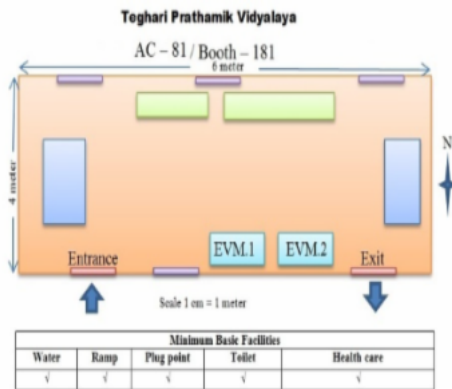 Teghari Prathamik Vidyalaya
AC – 81 / Booth -181
6 meter
4 meter
N
EVM.1 EVM.2
Entrance Exit
Scale 1 cm = 1 meter
Minimum Basic Facilities
Water Ramp Plug point Toilet Health care
√ √ √ √ √